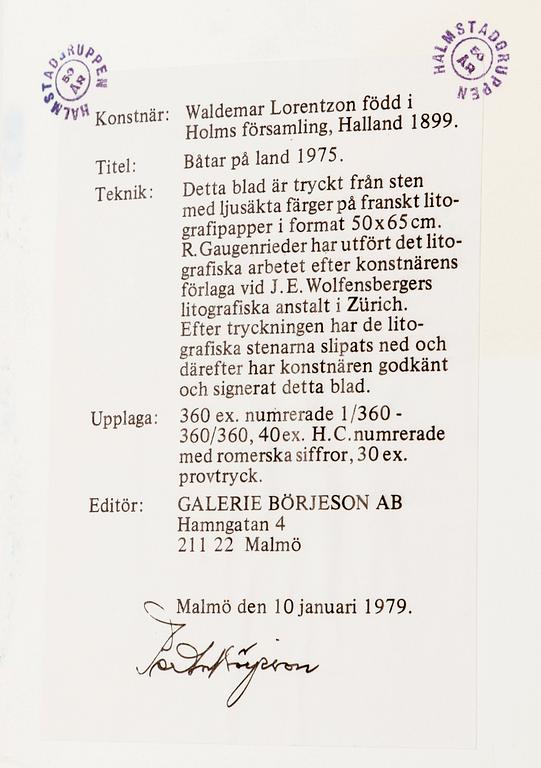 HALMSTADGRUPPEN
50
ÅR
HALMSTADGRUPPEN
50
ÅR
Konstnär: Waldemar Lorentzon född i
Holms församling, Halland 1899.
Titel: Båtar på land 1975.
Teknik: Detta blad är tryckt från sten
med ljusäkta färger på franskt lito-
grafipapper i format 50x65cm.
R.Gaugenrieder har utfört det lito-
grafiska arbetet efter konstnärens
förlaga vid J.E.Wolfensbergers
litografiska anstalt i Zürich.
Efter tryckningen har de lito-
grafiska stenarna slipats ned och
därefter har konstnären godkänt
och signerat detta blad.
Upplaga: 360 ex. numrerade 1/360 -
360/360, 40ex. H.C.numrerade
med romerska siffror, 30 ex.
provtryck.
Editör: GALERIE BÖRJESON AB
Hamngatan 4
211 22 Malmö
Malmö den 10 januari 1979.